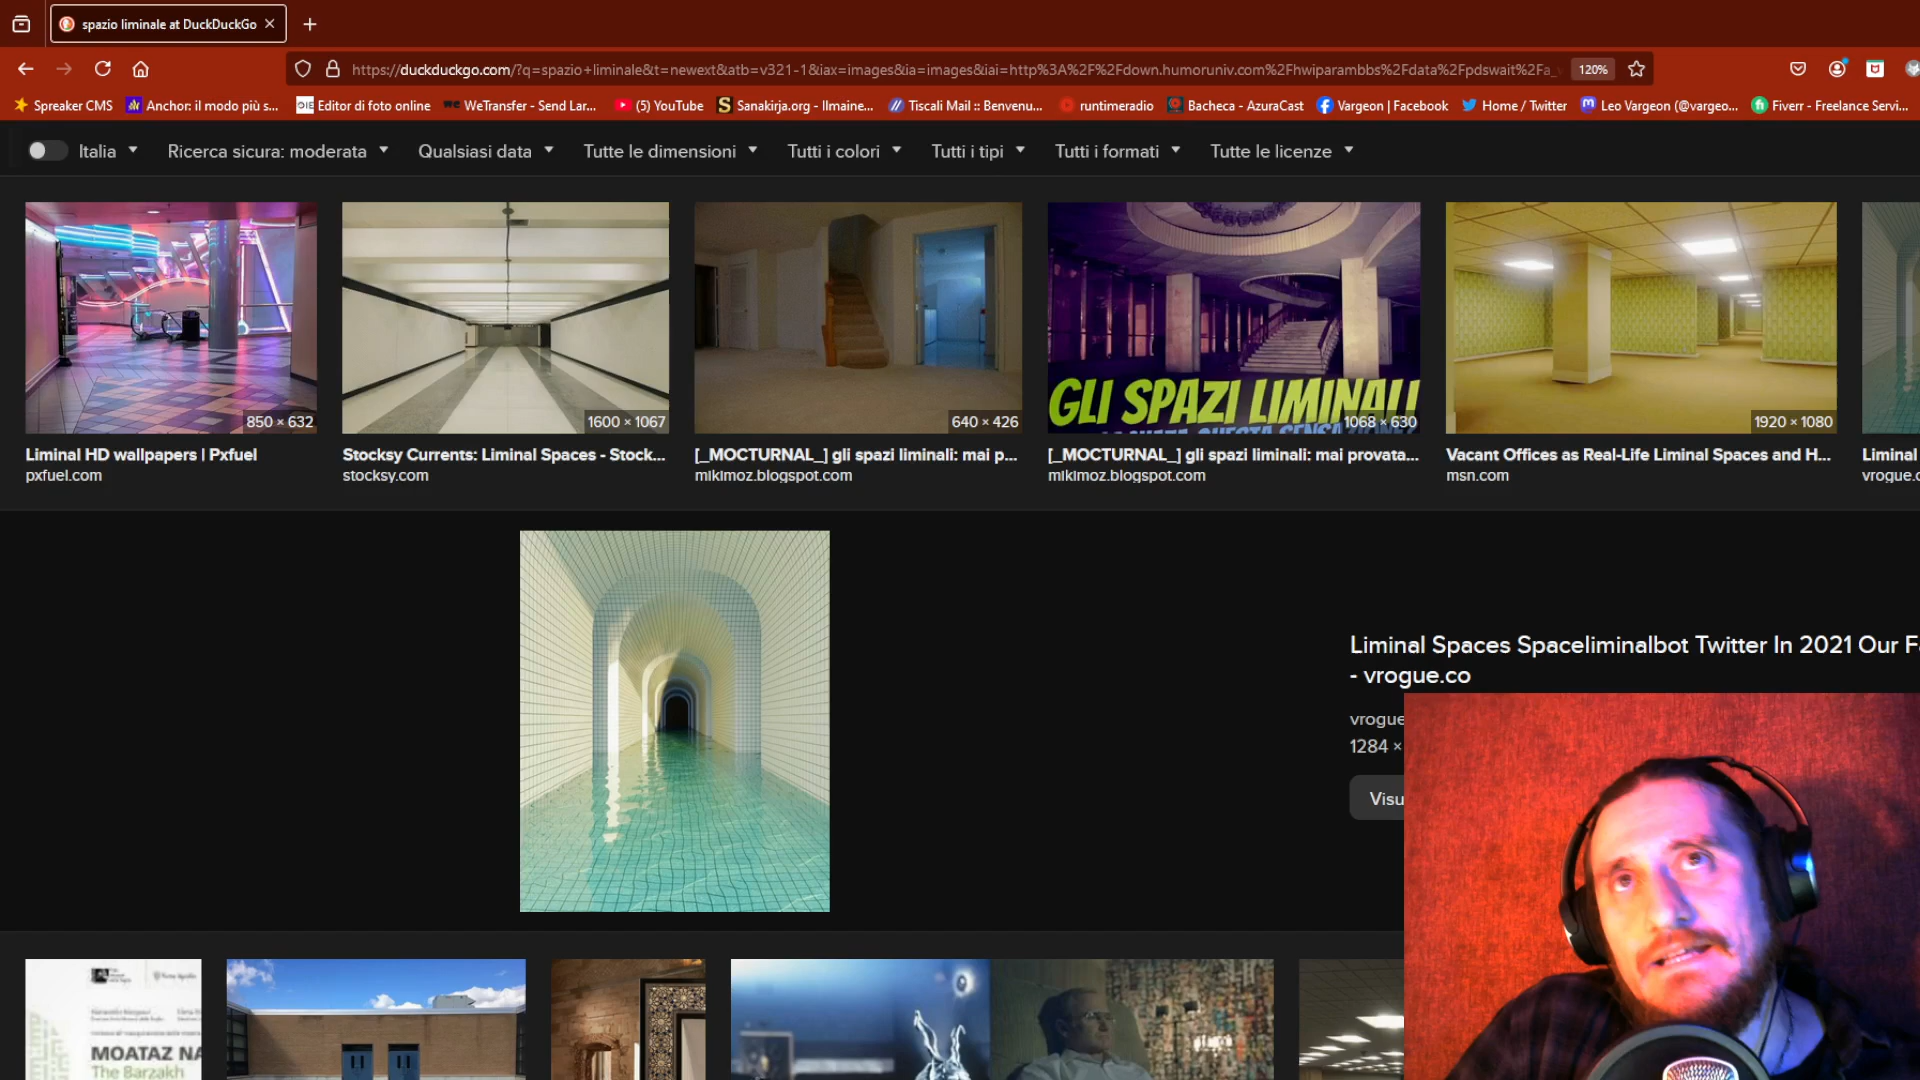 spazio liminale at DuckDuckGo
https://duckduckgo.com/?q=spazio+liminale&t=newext&atb=v321-1&iax=images&ia=images&iai=http%3A%2F%2Fdown.humoruniv.com%2Fhwiparambbs%2Fdata%2Fpdswait%2Fa_
120%
Spreaker CMS
Anchor: il modo più s...
Editor di foto online
WeTransfer - Send Lar...
(5) YouTube
Sanakirja.org - Ilmaine...
Tiscali Mail :: Benvenu...
runtimeradio
Bacheca - AzuraCast
Vargeon | Facebook
Home / Twitter
Leo Vargeon (@vargeo...
Fiverr - Freelance Servi...
Italia
Ricerca sicura: moderata
Qualsiasi data
Tutte le dimensioni
Tutti i colori
Tutti i tipi
Tutti i formati
Tutte le licenze
GLI SPAZI LIMINALI
850 × 632
1600 × 1067
640 × 426
1068 × 630
1920 × 1080
Liminal HD wallpapers | Pxfuel
pxfuel.com
Stocksy Currents: Liminal Spaces - Stock...
stocksy.com
[_MOCTURNAL_] gli spazi liminali: mai p...
mikimoz.blogspot.com
[_MOCTURNAL_] gli spazi liminali: mai provata...
mikimoz.blogspot.com
Vacant Offices as Real-Life Liminal Spaces and H...
msn.com
Liminal
vrogue.c
Liminal Spaces Spaceliminalbot Twitter In 2021 Our F
- vrogue.co
vrogue
1284 ×
Visu
MOATAZ NA
The Barzakh